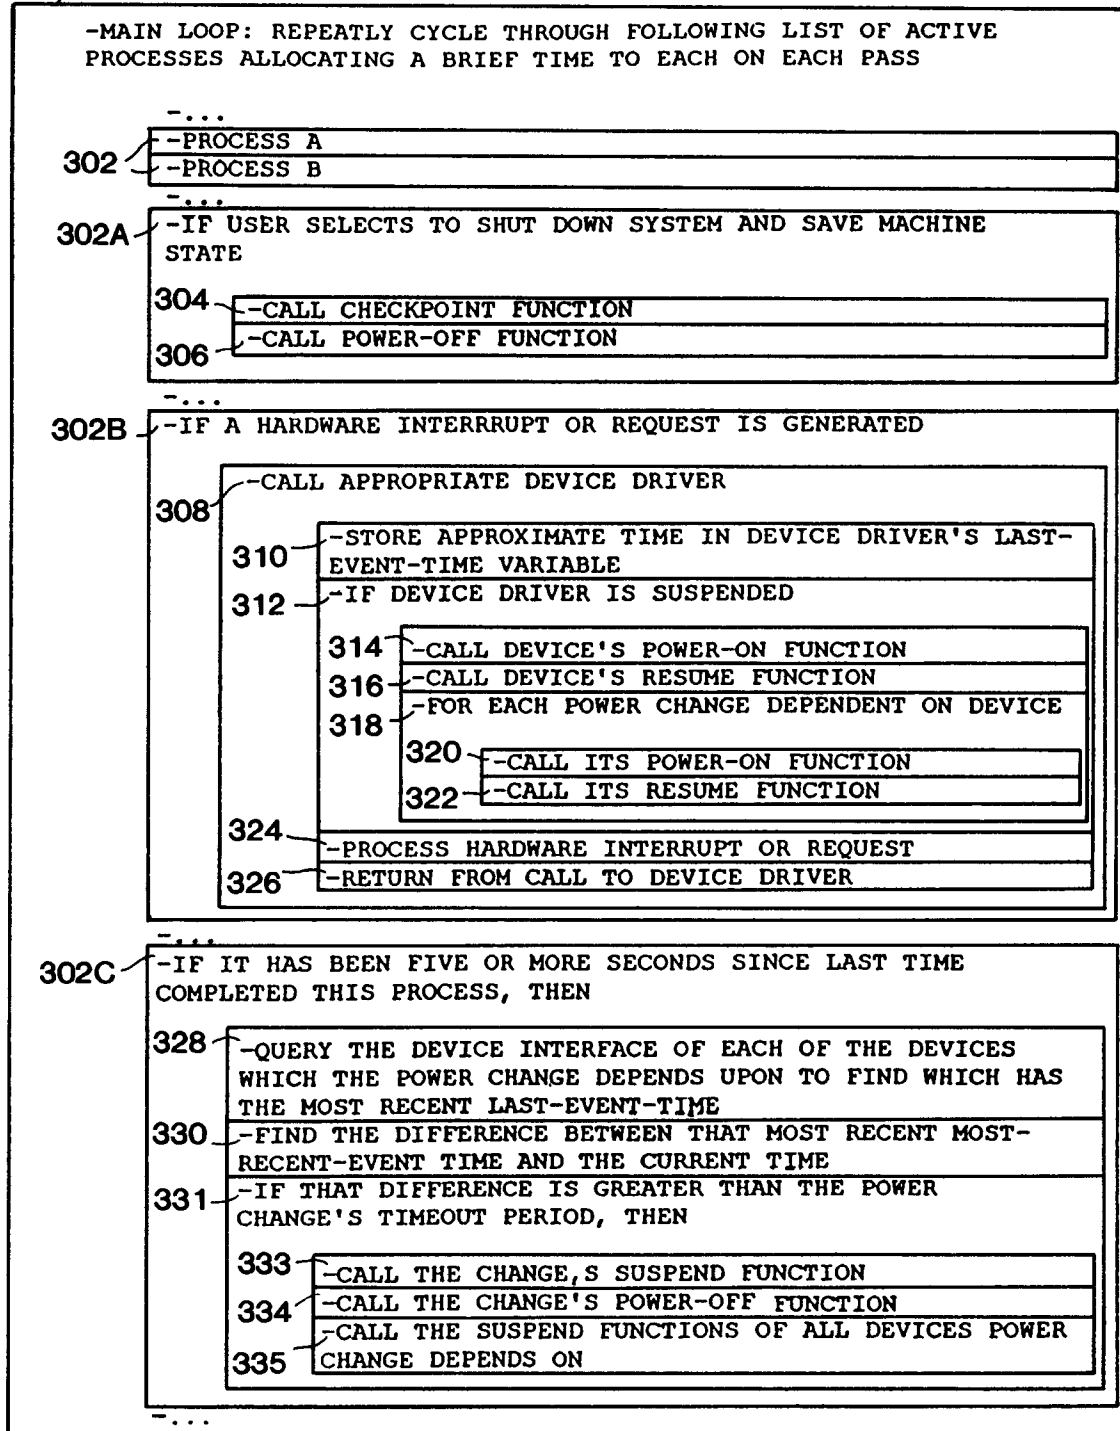 -MAIN LOOP: REPEATLY CYCLE THROUGH FOLLOWING LIST OF ACTIVE
PROCESSES ALLOCATING A BRIEF TIME TO EACH ON EACH PASS
-...
302 -PROCESS A
-PROCESS B
-...
302A -IF USER SELECTS TO SHUT DOWN SYSTEM AND SAVE MACHINE
STATE
304 -CALL CHECKPOINT FUNCTION
306 -CALL POWER-OFF FUNCTION
-...
302B -IF A HARDWARE INTERRRUPT OR REQUEST IS GENERATED
308 -CALL APPROPRIATE DEVICE DRIVER
310 -STORE APPROXIMATE TIME IN DEVICE DRIVER'S LAST-
EVENT-TIME VARIABLE
312 -IF DEVICE DRIVER IS SUSPENDED
314 -CALL DEVICE'S POWER-ON FUNCTION
316 -CALL DEVICE'S RESUME FUNCTION
318 -FOR EACH POWER CHANGE DEPENDENT ON DEVICE
320 -CALL ITS POWER-ON FUNCTION
322 -CALL ITS RESUME FUNCTION
324 -PROCESS HARDWARE INTERRUPT OR REQUEST
326 -RETURN FROM CALL TO DEVICE DRIVER
-...
302C -IF IT HAS BEEN FIVE OR MORE SECONDS SINCE LAST TIME
COMPLETED THIS PROCESS, THEN
328 -QUERY THE DEVICE INTERFACE OF EACH OF THE DEVICES
WHICH THE POWER CHANGE DEPENDS UPON TO FIND WHICH HAS
THE MOST RECENT LAST-EVENT-TIME
330 -FIND THE DIFFERENCE BETWEEN THAT MOST RECENT MOST-
RECENT-EVENT TIME AND THE CURRENT TIME
331 -IF THAT DIFFERENCE IS GREATER THAN THE POWER
CHANGE'S TIMEOUT PERIOD, THEN
333 -CALL THE CHANGE,S SUSPEND FUNCTION
334 -CALL THE CHANGE'S POWER-OFF FUNCTION
335 -CALL THE SUSPEND FUNCTIONS OF ALL DEVICES POWER
CHANGE DEPENDS ON
-...